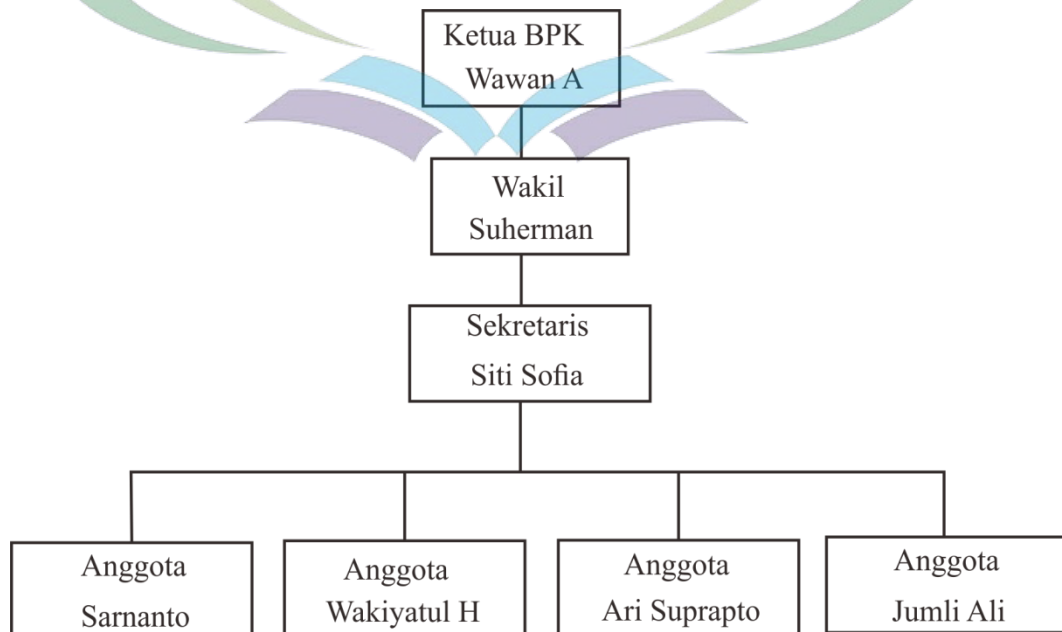 Ketua BPK
Wawan A
Wakil
Suherman
Sekretaris
Siti Sofia
Anggota
Sarnanto
Anggota
Wakiyatul H
Anggota
Ari Suprapto
Anggota
Jumli Ali